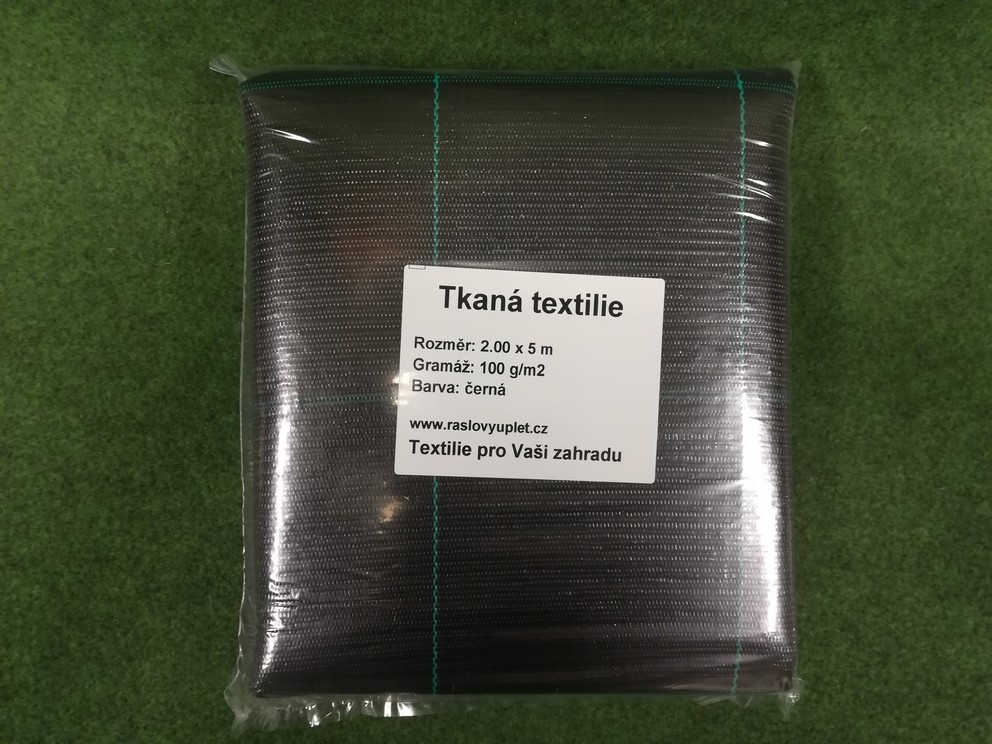 Tkaná textilie
Rozměr: 2.00 x 5 m
Gramáž: 100 g/m2
Barva: černá
www.raslovyuplet.cz
Textilie pro Vaši zahradu